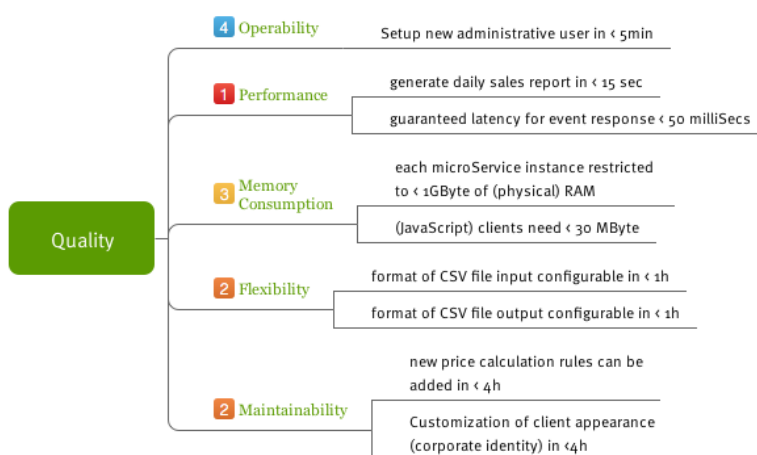 4 Operability
Setup new administrative user in < 5min
1 Performance
generate daily sales report in < 15 sec
guaranteed latency for event response < 50 milliSecs
3 Memory
Consumption
each microService instance restricted
to < 1GByte of (physical) RAM
(JavaScript) clients need < 30 MByte
Quality
2 Flexibility
format of CSV file input configurable in < 1h
format of CSV file output configurable in < 1h
2 Maintainability
new price calculation rules can be
added in < 4h
Customization of client appearance
(corporate identity) in <4h